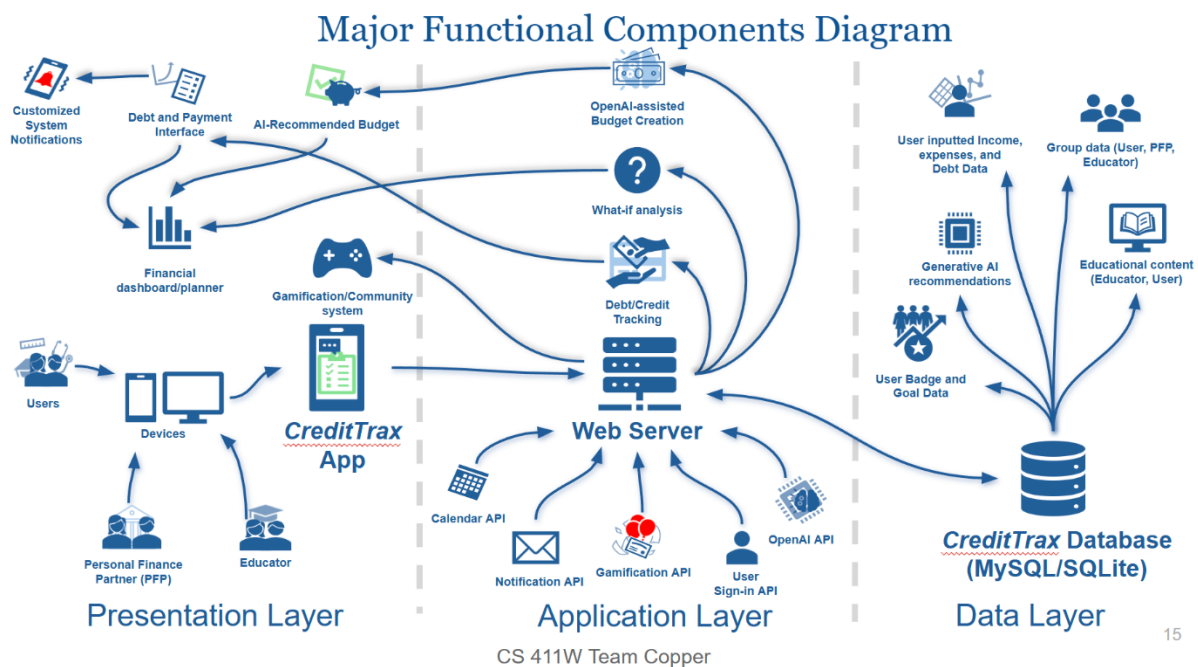 Major Functional Components Diagram
Customized
System
Notifications
Debt and Payment
Interface
AI-Recommended Budget
Financial
dashboard/planner
Gamification/Community
system
Users
Devices
CreditTrax
App
Personal Finance
Partner (PFP)
Educator
Presentation Layer
OpenAI-assisted
Budget Creation
?
What-if analysis
Debt/Credit
Tracking
Web Server
Calendar API
Notification API
Gamification API
User
Sign-in API
OpenAI API
Application Layer
User inputted Income,
expenses, and
Debt Data
Group data (User, PFP,
Educator)
Generative AI
recommendations
Educational content
(Educator, User)
User Badge and
Goal Data
CreditTrax Database
(MySQL/SQLite)
Data Layer
15
CS 411W Team Copper